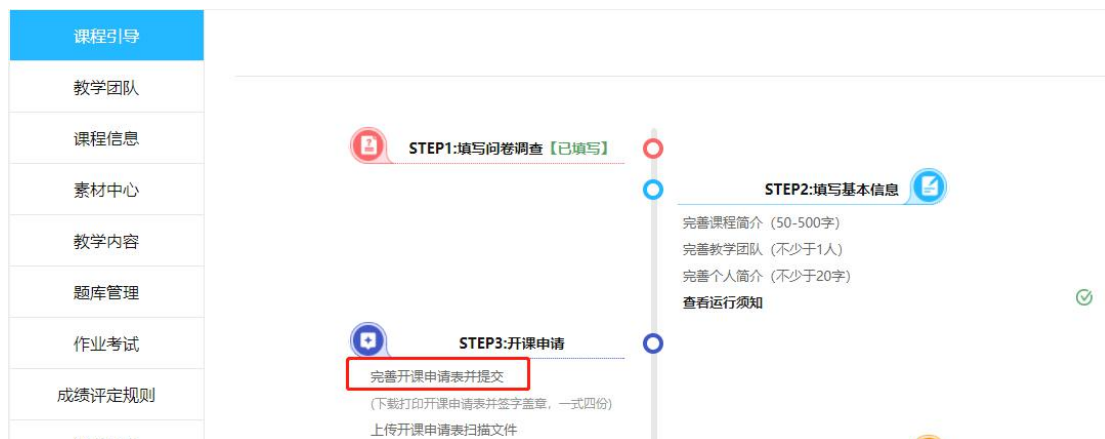 课程引导
教学团队
课程信息
素材中心
教学内容
题库管理
作业考试
成绩评定规则
STEP1:填写问卷调查【已填写】
STEP2:填写基本信息
完善课程简介（50-500字）
完善教学团队（不少于1人）
完善个人简介（不少于20字）
查看运行须知
STEP3:开课申请
完善开课申请表并提交
(下载打印开课申请表并签字盖章，一式四份)
上传开课申请表扫描文件